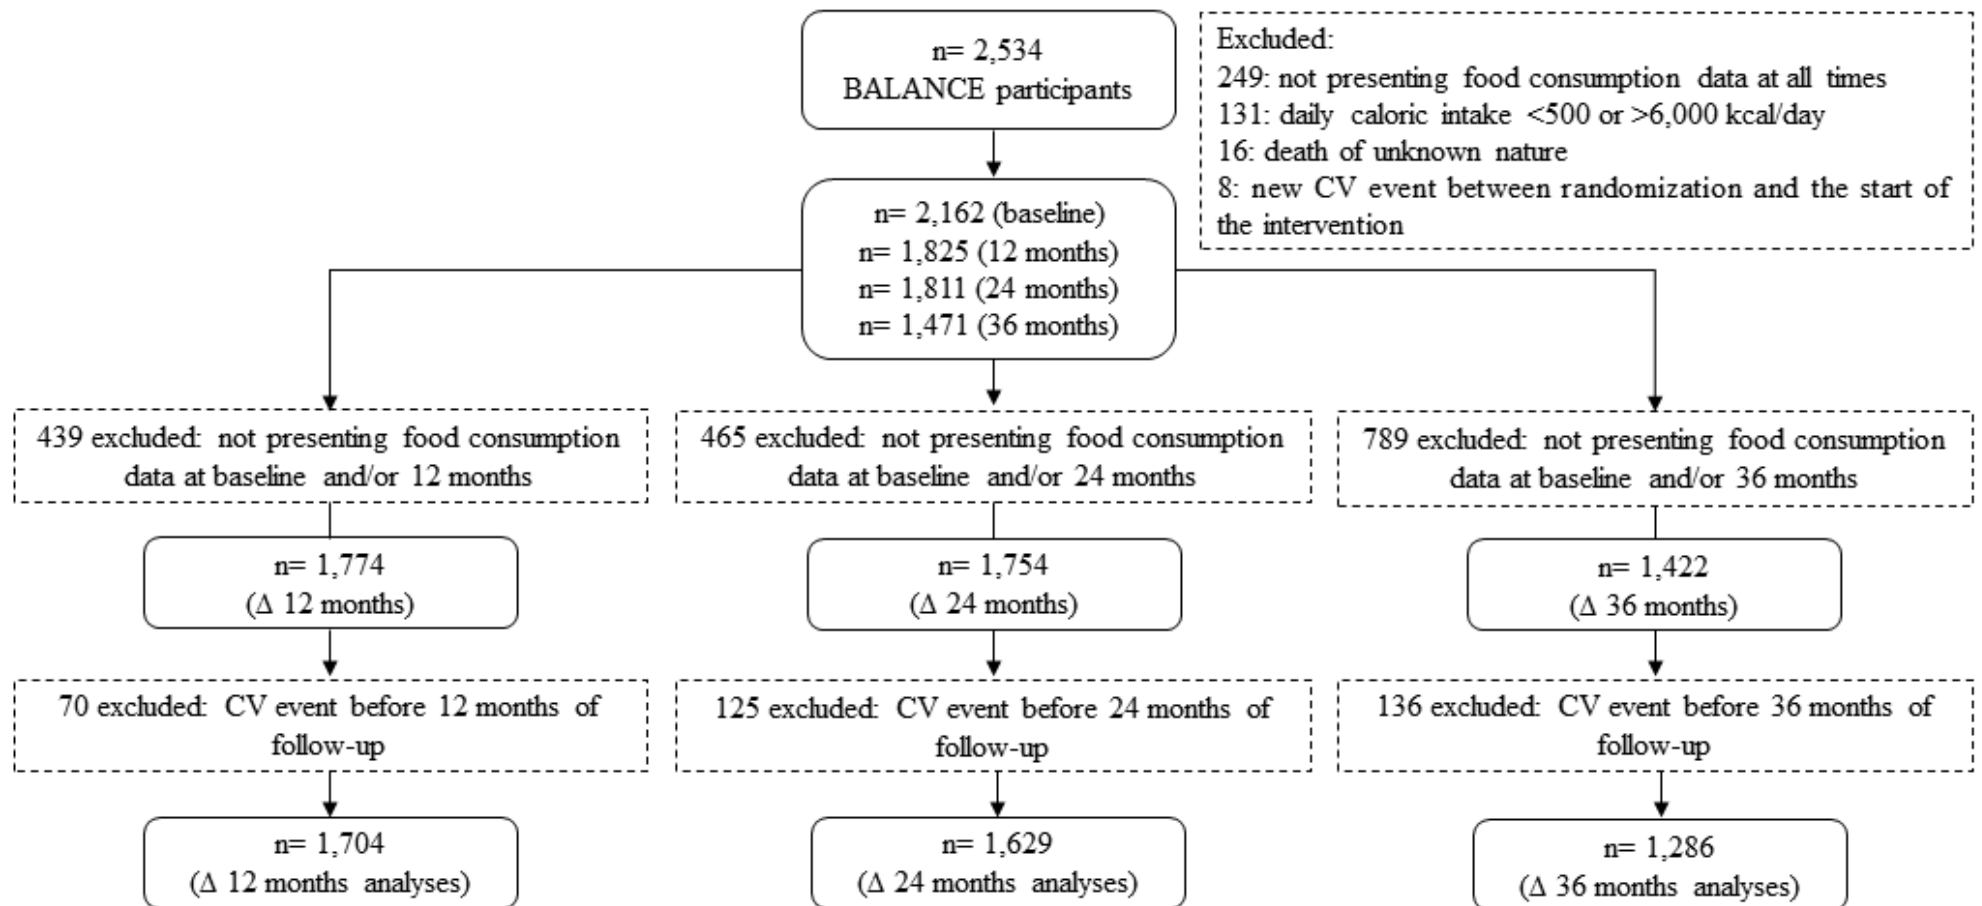 n= 2,534
BALANCE participants
Excluded:
249: not presenting food consumption data at all times
131: daily caloric intake <500 or >6,000 kcal/day
16: death of unknown nature
8: new CV event between randomization and the start of
the intervention
n= 2,162 (baseline)
n= 1,825 (12 months)
n= 1,811 (24 months)
n= 1,471 (36 months)
439 excluded: not presenting food consumption
data at baseline and/or 12 months
465 excluded: not presenting food consumption
data at baseline and/or 24 months
789 excluded: not presenting food consumption
data at baseline and/or 36 months
n= 1,774
(Δ 12 months)
n= 1,754
(Δ 24 months)
n= 1,422
(Δ 36 months)
70 excluded: CV event before 12 months of
follow-up
125 excluded: CV event before 24 months of
follow-up
136 excluded: CV event before 36 months of
follow-up
n= 1,704
(Δ 12 months analyses)
n= 1,629
(Δ 24 months analyses)
n= 1,286
(Δ 36 months analyses)